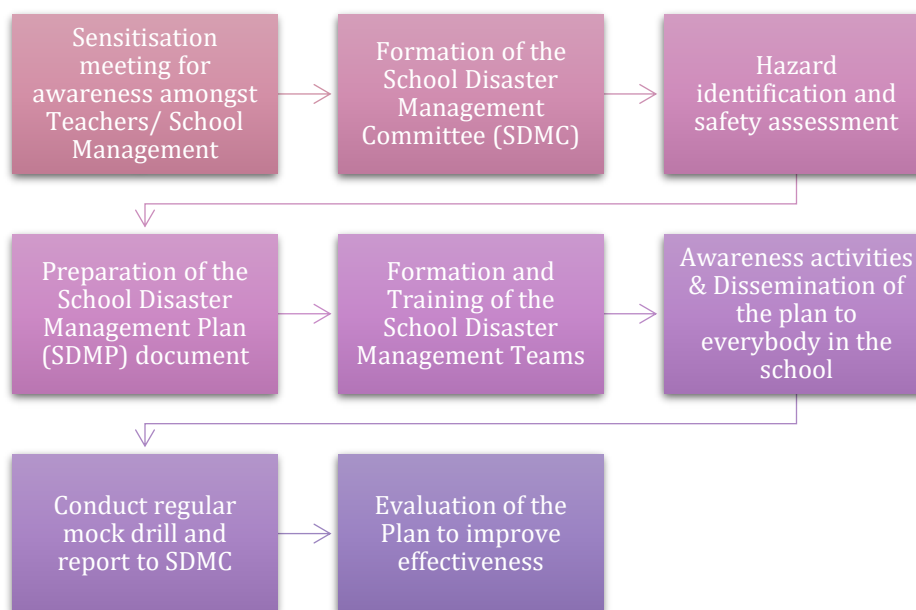 Sensitisation
meeting for
awareness amongst
Teachers/ School
Management
Formation of the
School Disaster
Management
Committee (SDMC)
Hazard
identification and
safety assessment
Preparation of the
School Disaster
Management Plan
(SDMP) document
Formation and
Training of the
School Disaster
Management Teams
Awareness activities
& Dissemination of
the plan to
everybody in the
school
Conduct regular
mock drill and
report to SDMC
Evaluation of the
Plan to improve
effectiveness